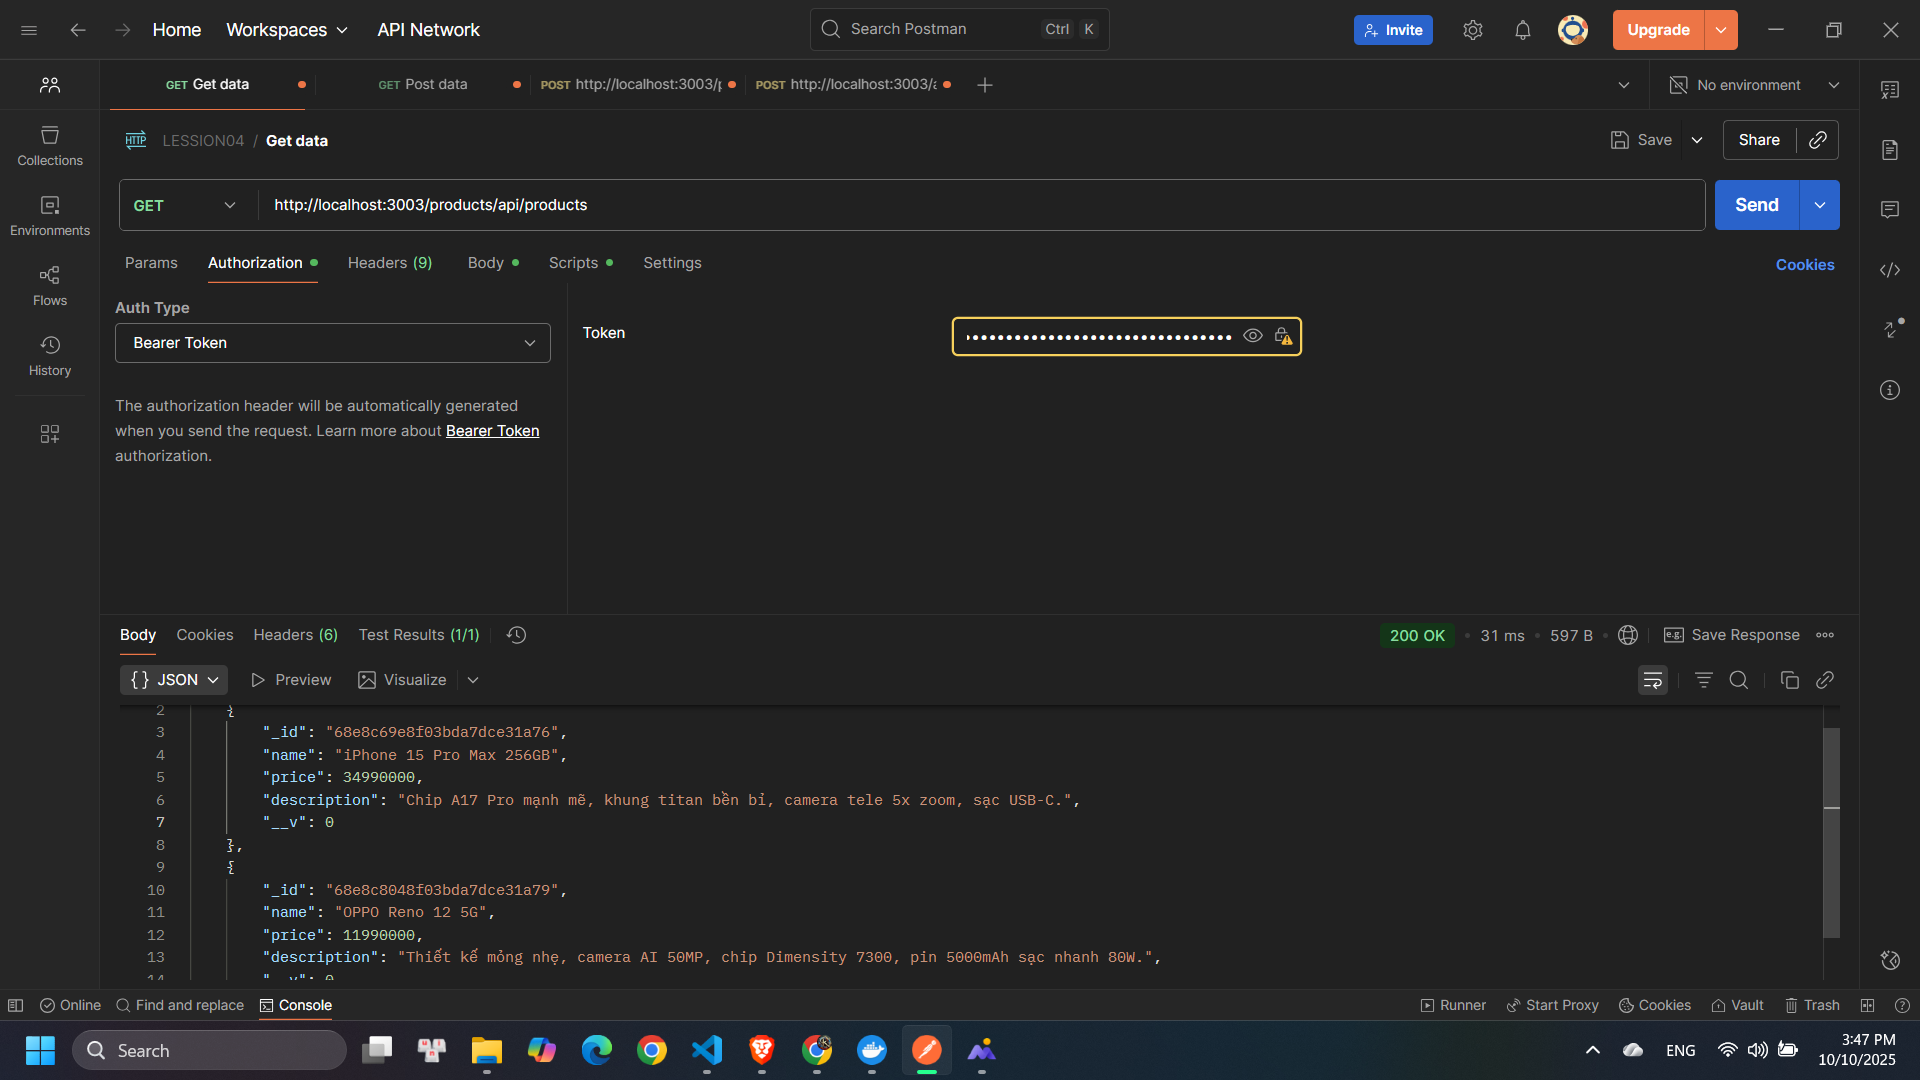 Home
Workspaces
API Network
Search Postman
Ctrl
K
Invite
Upgrade
GET Get data
GET Post data
POST http://localhost:3003/
POST http://localhost:3003/
No environment
Collections
Environments
Flows
History
HTTP
LESSION04 / Get data
Save
Share
GET
http://localhost:3003/products/api/products
Send
Params
Authorization
Headers (9)
Body
Scripts
Settings
Cookies
Auth Type
Bearer Token
The authorization header will be automatically generated
when you send the request. Learn more about Bearer Token
authorization.
Token
Body
Cookies
Headers (6)
Test Results (1/1)
200 OK
31 ms
597 B
e.g.
Save Response
{} JSON
Preview
Visualize
2 {
3 "_id": "68e8c69e8f03bda7dce31a76",
4 "name": "iPhone 15 Pro Max 256GB",
5 "price": 34990000,
6 "description": "Chip A17 Pro mạnh mẽ, khung titan bền bỉ, camera tele 5x zoom, sạc USB-C.",
7 "__v": 0
8 },
9 {
10 "_id": "68e8c8048f03bda7dce31a79",
11 "name": "OPPO Reno 12 5G",
12 "price": 11990000,
13 "description": "Thiết kế mỏng nhẹ, camera AI 50MP, chip Dimensity 7300, pin 5000mAh sạc nhanh 80W.",
14 "__v": 0
Online
Find and replace
Console
Runner
Start Proxy
Cookies
Vault
Trash
Search
ENG
3:47 PM
10/10/2025